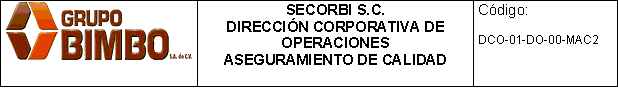 GRUPO
BIMBO
S.A. de C.V.
SECORBI S.C.
DIRECCIÓN CORPORATIVA DE
OPERACIONES
ASEGURAMIENTO DE CALIDAD
Código:
DCO-01-DO-00-MAC2